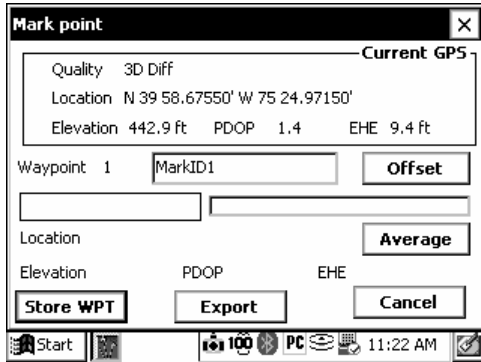 Mark point
Current GPS
Quality 3D Diff
Location N 39 58.67550' W 75 24.97150'
Elevation 442.9 ft PDOP 1.4 EHE 9.4 ft
Waypoint 1 MarkID1 Offset
Location Average
Elevation PDOP EHE
Store WPT Export Cancel
Start 100 PC 11:22 AM